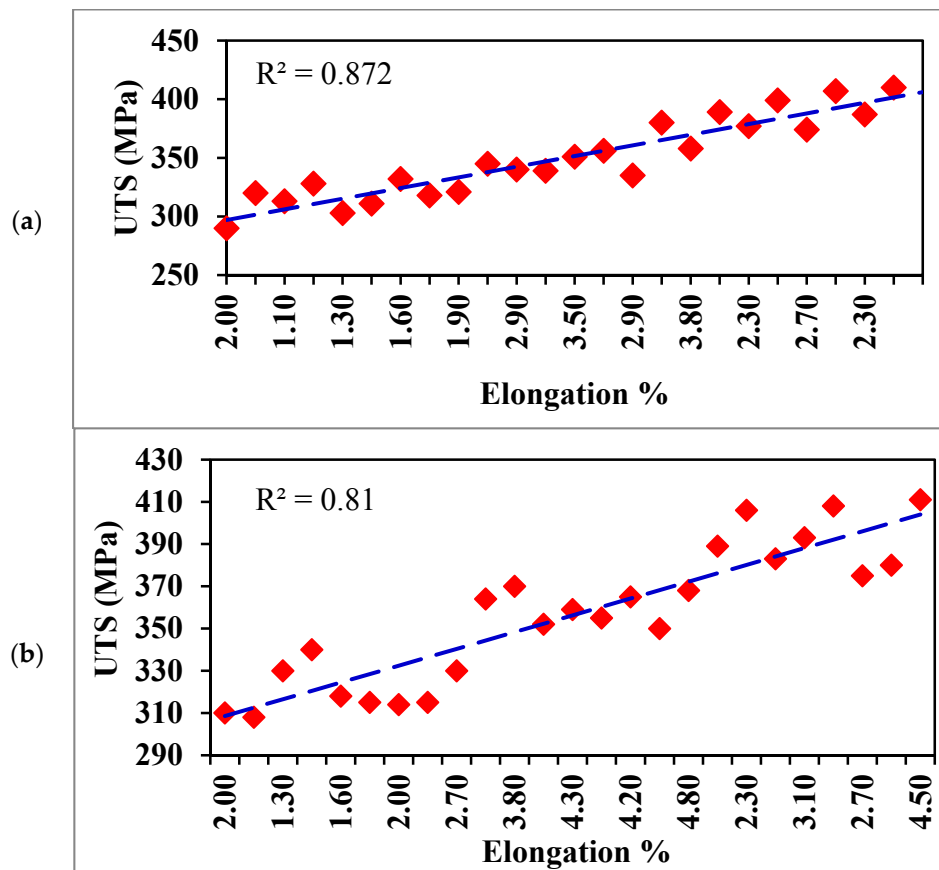 (a)
R² = 0.872
UTS (MPa)
450
400
350
300
250
2.00 1.10 1.30 1.60 1.90 2.90 3.50 2.90 3.80 2.30 2.70 2.30
Elongation %
(b)
R² = 0.81
UTS (MPa)
430
410
390
370
350
330
310
290
2.00 1.30 1.60 2.00 2.70 3.80 4.30 4.20 4.80 2.30 3.10 2.70 4.50
Elongation %